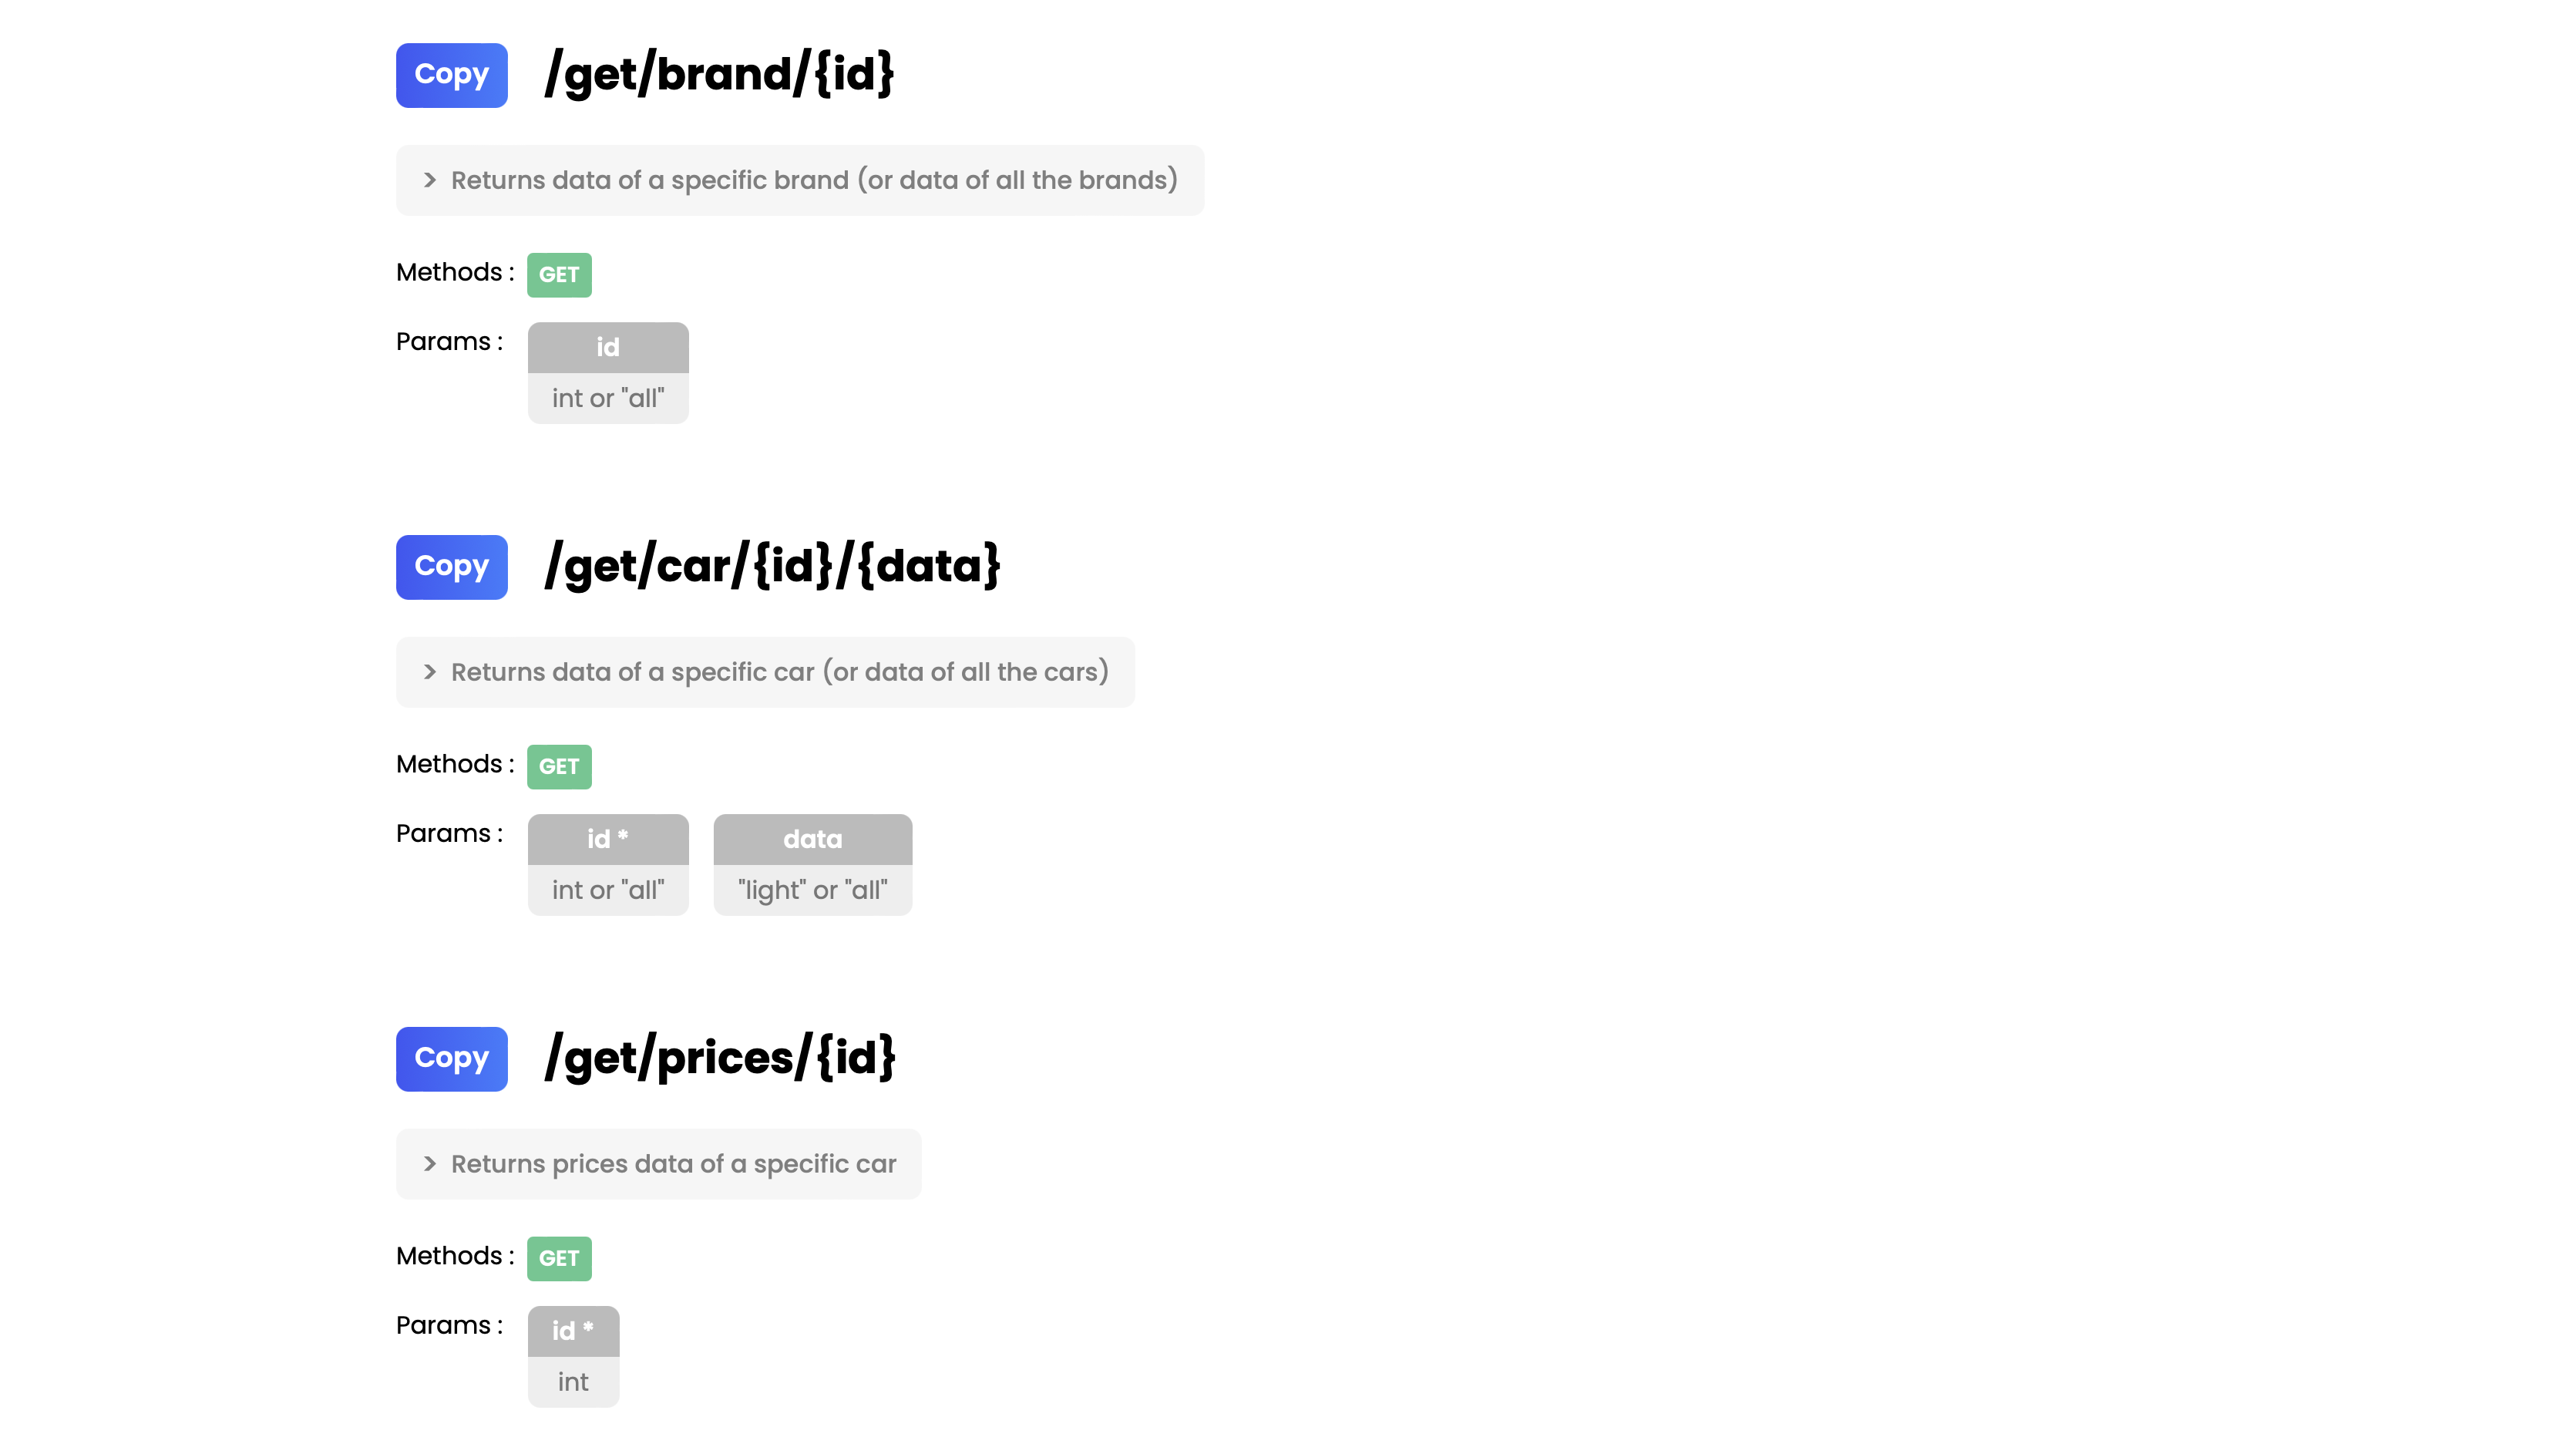 Copy /get/brand/{id}
> Returns data of a specific brand (or data of all the brands)
Methods : GET
Params : id
int or "all"
Copy /get/car/{id}/{data}
> Returns data of a specific car (or data of all the cars)
Methods : GET
Params : id * data
int or "all" "light" or "all"
Copy /get/prices/{id}
> Returns prices data of a specific car
Methods : GET
Params : id *
int